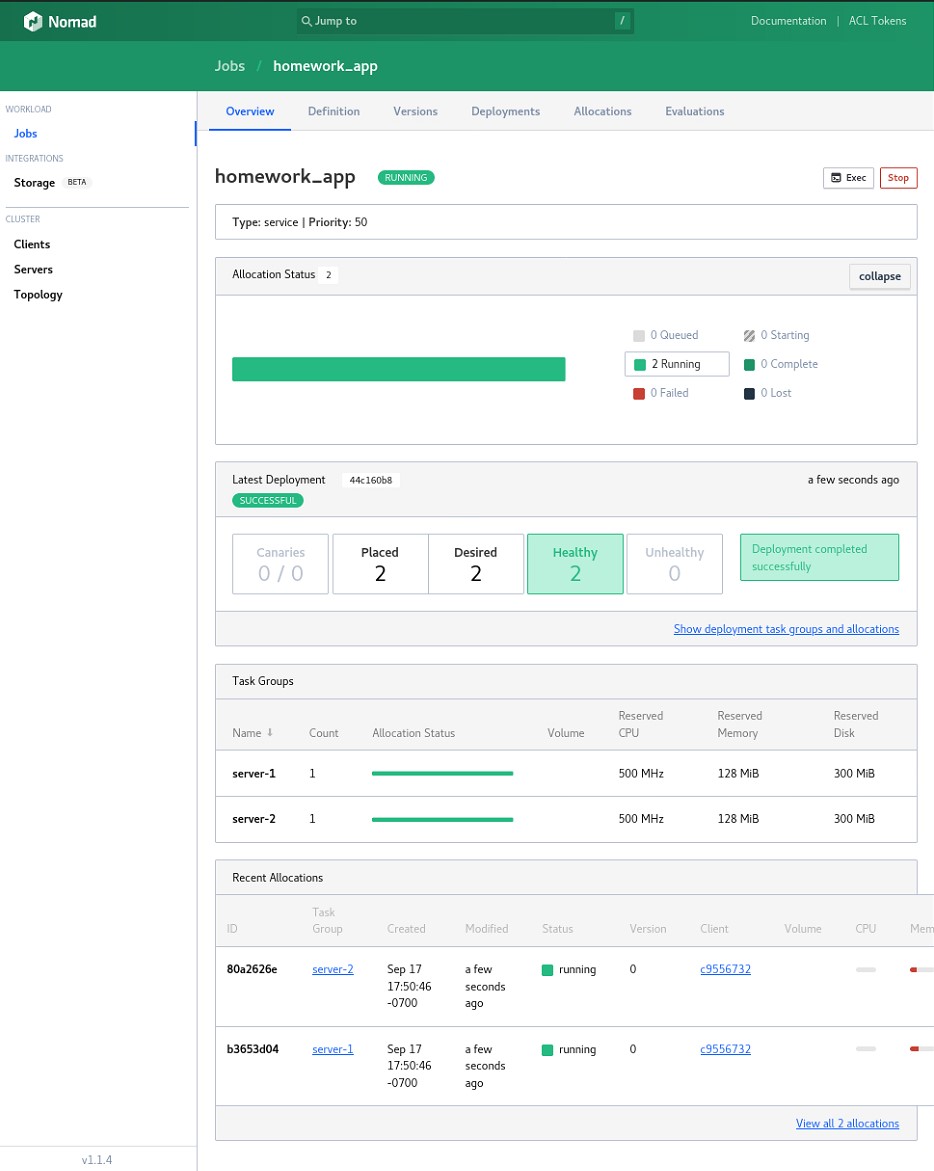 Nomad
Jump to
/
Documentation | ACL Tokens
Jobs / homework_app
WORKLOAD
Jobs
INTEGRATIONS
Storage BETA
CLUSTER
Clients
Servers
Topology
v1.1.4
Overview Definition Versions Deployments Allocations Evaluations
homework_app RUNNING Exec Stop
Type: service | Priority: 50
Allocation Status 2 collapse
0 Queued 0 Starting
2 Running 0 Complete
0 Failed 0 Lost
Latest Deployment 44c160b8 a few seconds ago
SUCCESSFUL
Canaries
0 / 0
Placed
2
Desired
2
Healthy
2
Unhealthy
0
Deployment completed
successfully
Show deployment task groups and allocations
Task Groups
Name ↓ Count Allocation Status Volume Reserved CPU Reserved Memory Reserved Disk
server-1 1 500 MHz 128 MiB 300 MiB
server-2 1 500 MHz 128 MiB 300 MiB
Recent Allocations
ID Task Group Created Modified Status Version Client Volume CPU Mem
80a2626e server-2 Sep 17 17:50:46 -0700 a few seconds ago running 0 c9556732
b3653d04 server-1 Sep 17 17:50:46 -0700 a few seconds ago running 0 c9556732
View all 2 allocations